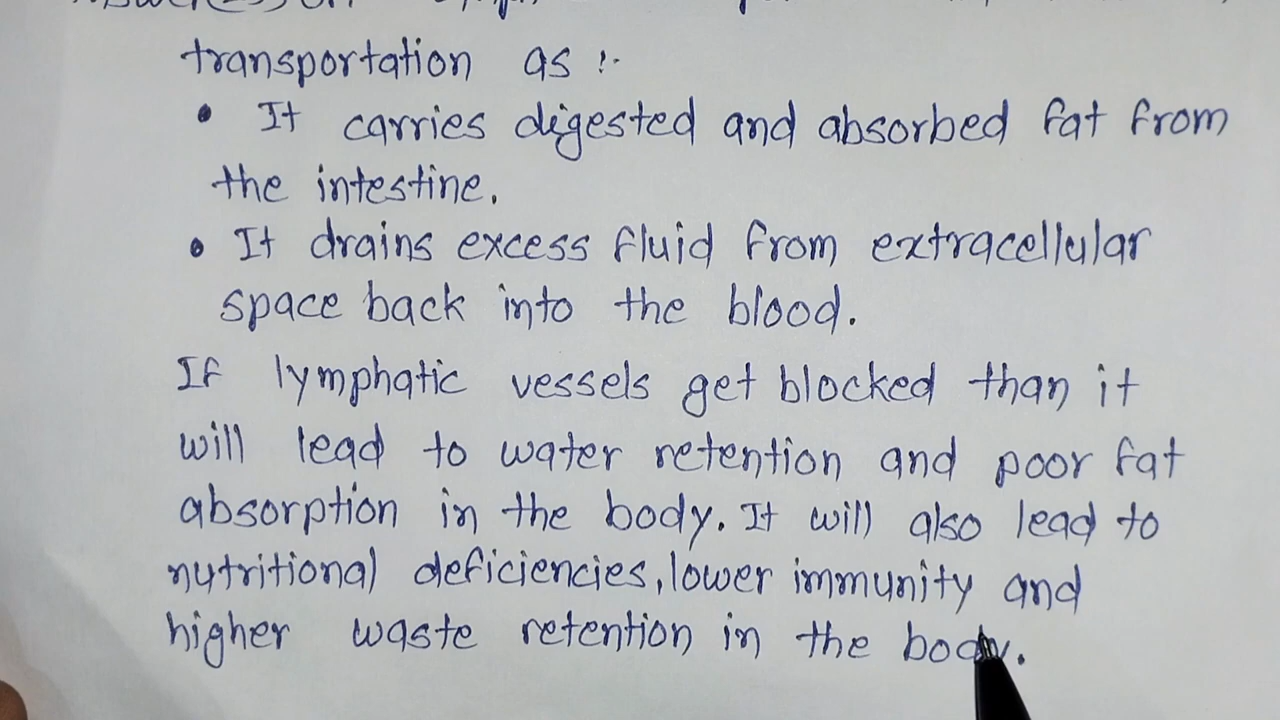 transportation as :-
• It carries digested and absorbed fat from
the intestine.
• It drains excess fluid from extracellular
space back into the blood.
If lymphatic vessels get blocked than it
will lead to water retention and poor fat
absorption in the body. It will also lead to
nutritional deficiencies, lower immunity and
higher waste retention in the body.